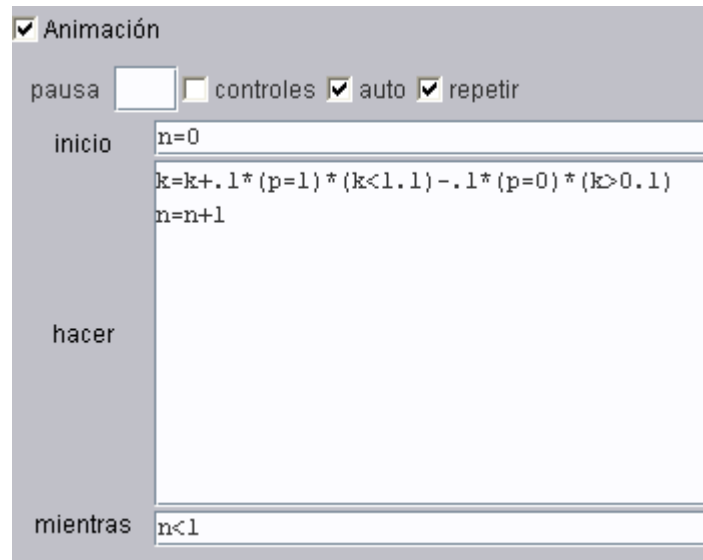 Animación
pausa controles auto repetir
inicio n=0
k=k+.1*(p=1)*(k<1.1)-.1*(p=0)*(k>0.1)
n=n+1
hacer
mientras n<1